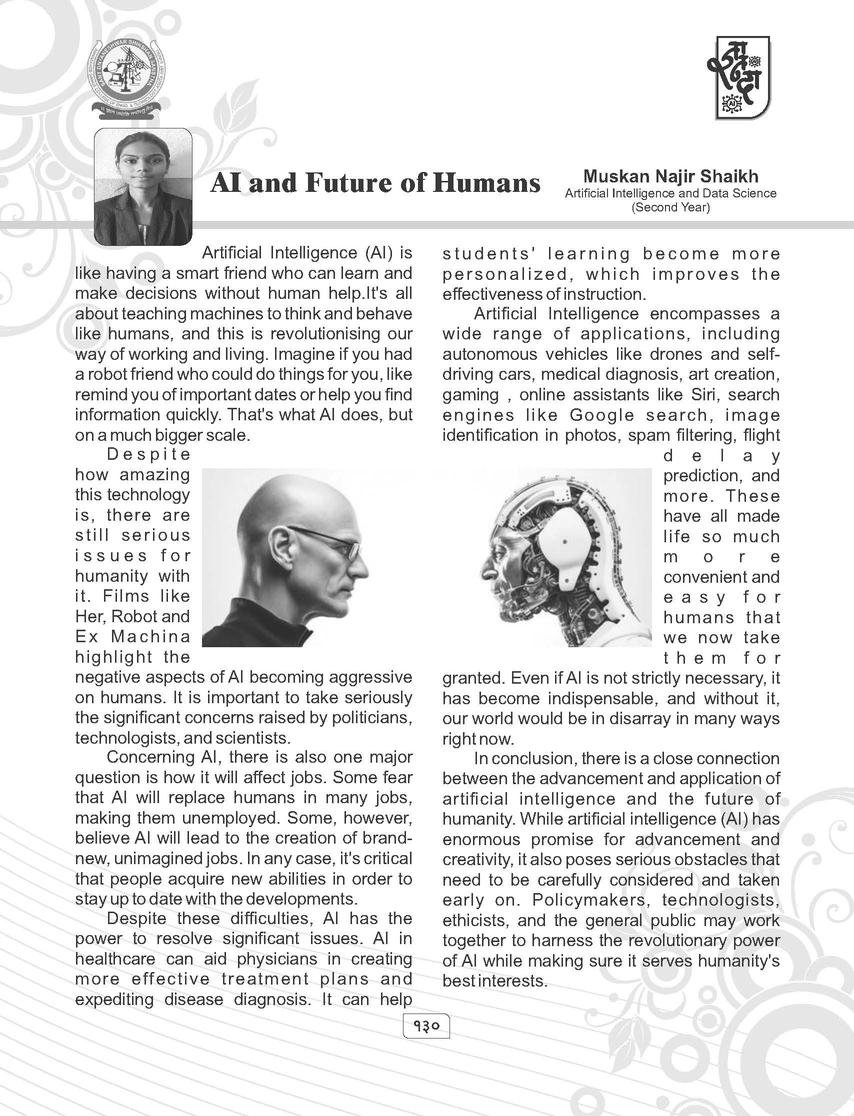 AI and Future of Humans
Muskan Najir Shaikh
Artificial Intelligence and Data Science
(Second Year)
Artificial Intelligence (AI) is
like having a smart friend who can learn and
make decisions without human help.It's all
about teaching machines to think and behave
like humans, and this is revolutionising our
way of working and living. Imagine if you had
a robot friend who could do things for you, like
remind you of important dates or help you find
information quickly. That's what AI does, but
on a much bigger scale.
Despite
how amazing
this technology
is, there are
still serious
issues for
humanity with
it. Films like
Her, Robot and
Ex Machina
highlight the
negative aspects of AI becoming aggressive
on humans. It is important to take seriously
the significant concerns raised by politicians,
technologists, and scientists.
Concerning AI, there is also one major
question is how it will affect jobs. Some fear
that AI will replace humans in many jobs,
making them unemployed. Some, however,
believe AI will lead to the creation of brand-
new, unimagined jobs. In any case, it's critical
that people acquire new abilities in order to
stay up to date with the developments.
Despite these difficulties, AI has the
power to resolve significant issues. AI in
healthcare can aid physicians in creating
more effective treatment plans and
expediting disease diagnosis. It can help
students' learning become more
personalized, which improves the
effectiveness of instruction.
Artificial Intelligence encompasses a
wide range of applications, including
autonomous vehicles like drones and self-
driving cars, medical diagnosis, art creation,
gaming , online assistants like Siri, search
engines like Google search, image
identification in photos, spam filtering, flight
delay
prediction, and
more. These
have all made
life so much
more
convenient and
easy for
humans that
we now take
them for
granted. Even if AI is not strictly necessary, it
has become indispensable, and without it,
our world would be in disarray in many ways
right now.
In conclusion, there is a close connection
between the advancement and application of
artificial intelligence and the future of
humanity. While artificial intelligence (AI) has
enormous promise for advancement and
creativity, it also poses serious obstacles that
need to be carefully considered and taken
early on. Policymakers, technologists,
ethicists, and the general public may work
together to harness the revolutionary power
of AI while making sure it serves humanity's
best interests.
१३०